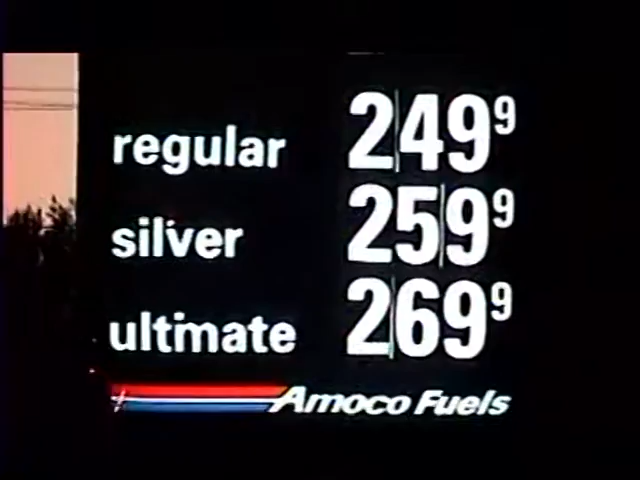 regular 249⁹
silver 259⁹
ultimate 269⁹
Amoco Fuels